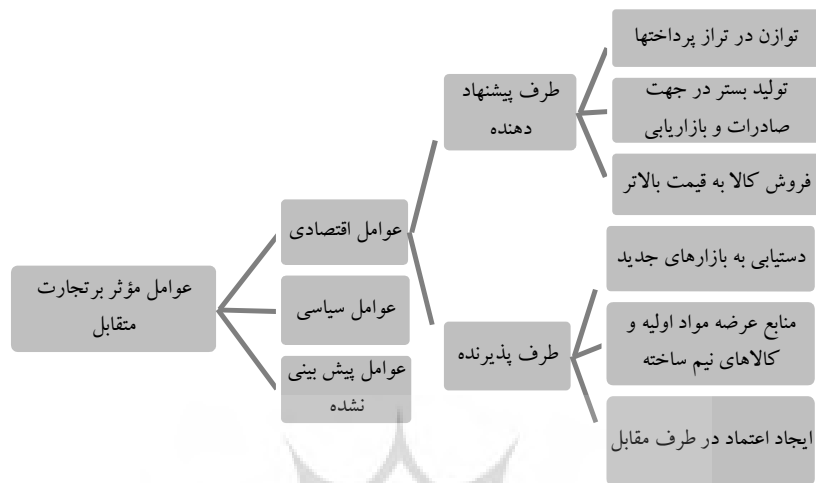 توازن در تراز پرداختها
تولید بستر در جهت
صادرات و بازاریابی
فروش کالا به قیمت بالاتر
طرف پیشنهاد
دهنده
عوامل اقتصادی
عوامل سیاسی
عوامل پیش بینی
نشده
عوامل مؤثر برتجارت
متقابل
دستیابی به بازارهای جدید
منابع عرضه مواد اولیه و
کالاهای نیم ساخته
ایجاد اعتماد در طرف مقابل
طرف پذیرنده